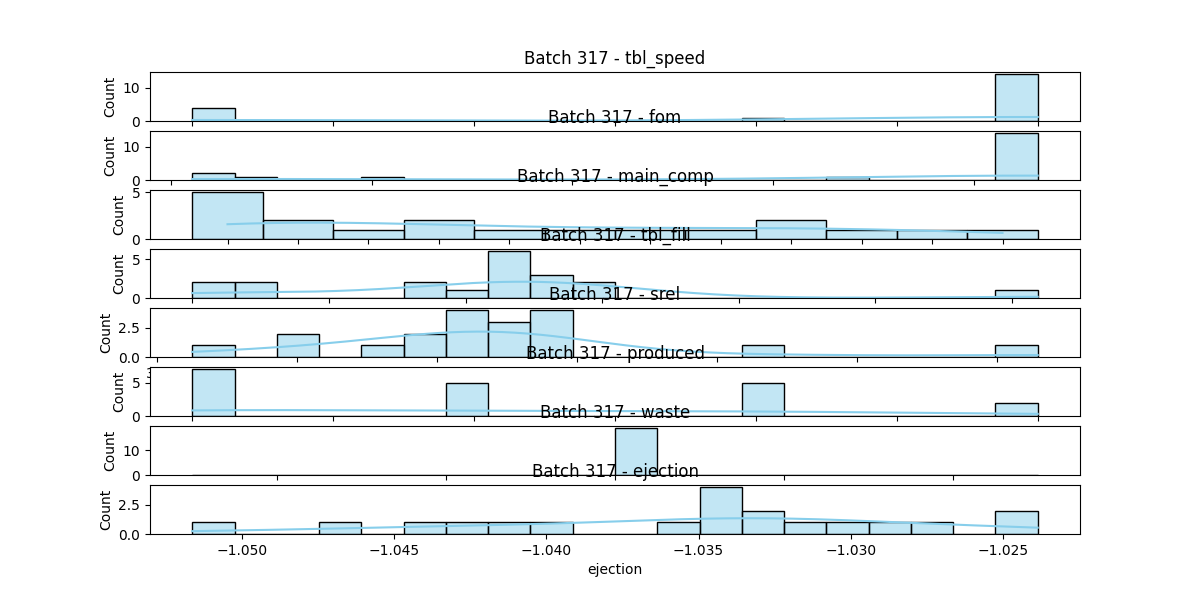 Batch 317 - tbl_speed
Count
10
0
Batch 317 - fom
Count
10
0
Batch 317 - main_comp
Count
5
0
Batch 317 - tbl_fill
Count
5
0
Batch 317 - srel
Count
2.5
0.0
Batch 317 - produced
Count
5
0
Batch 317 - waste
Count
10
0
Batch 317 - ejection
Count
2.5
0.0
−1.050 −1.045 −1.040 −1.035 −1.030 −1.025
ejection